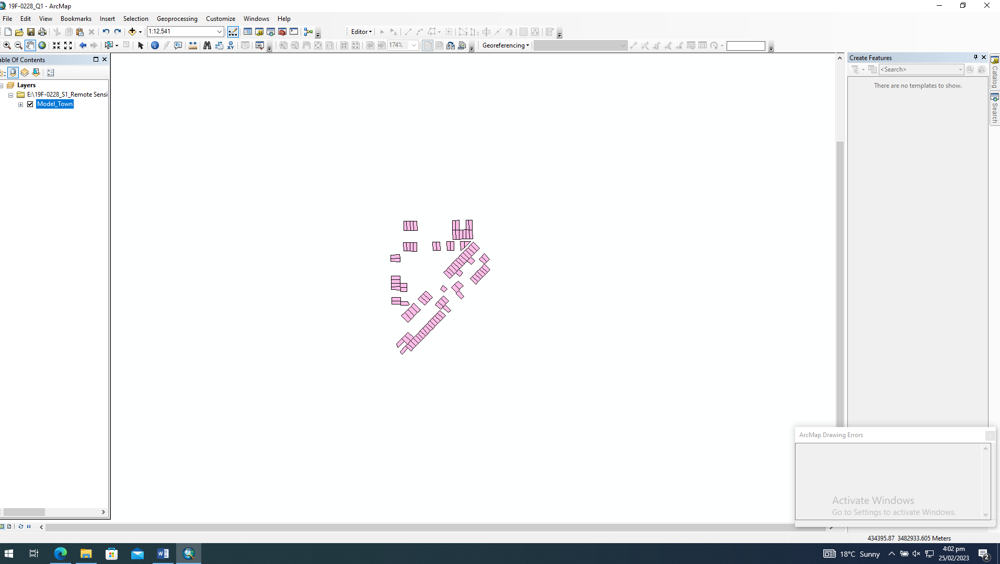 19F-0228_Q1 - ArcMap
File Edit View Bookmarks Insert Selection Geoprocessing Customize Windows Help
1:12,541
Editor
174%
Georeferencing
able Of Contents
Create Features
<Search>
There are no templates to show.
Catalog
Search
Layers
E:\19F-0228_S1_Remote Sensi
Model_Town
ArcMap Drawing Errors
Activate Windows
Go to Settings to activate Windows.
434395.87 3482933.605 Meters
18°C Sunny
4:02 pm
25/02/2023
2